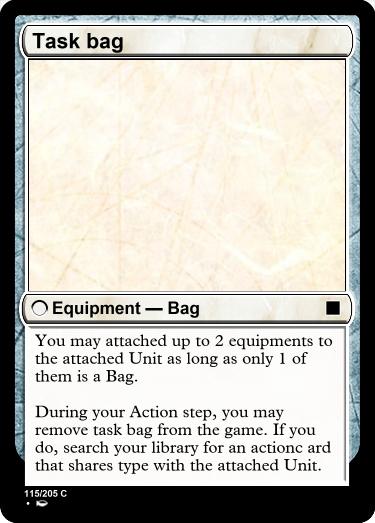 Task bag
Equipment — Bag
You may attached up to 2 equipments to
the attached Unit as long as only 1 of
them is a Bag.
During your Action step, you may
remove task bag from the game. If you
do, search your library for an actionc ard
that shares type with the attached Unit.
115/205 C